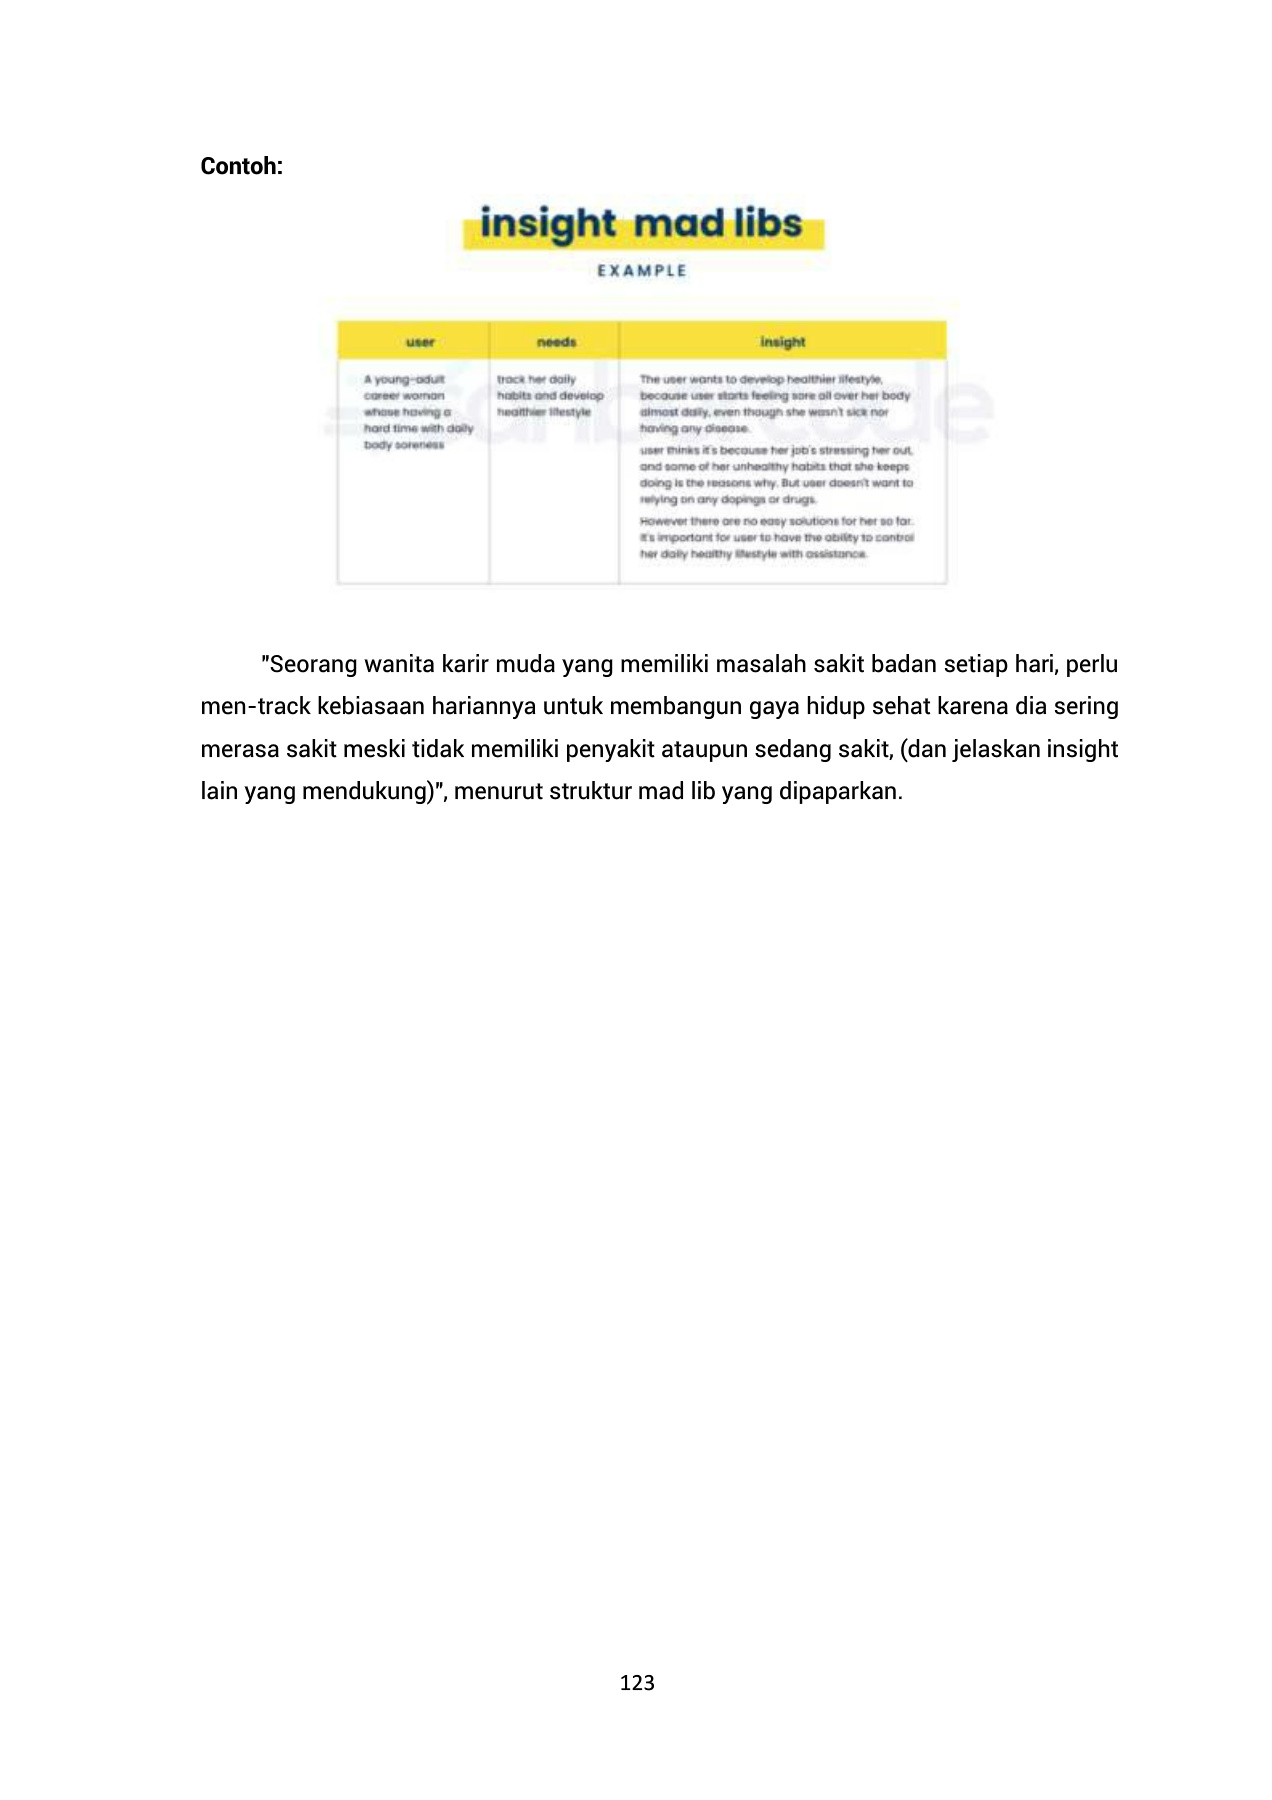 Contoh:
insight mad libs
EXAMPLE
user
needs
insight
A young-adult
career woman
whose having a
hard time with daily
body soreness
track her daily
habits and develop
healthier lifestyle
The user wants to develop healthier lifestyle,
because user starts feeling sore all over her body
almost daily, even though she wasn't sick nor
having any disease.
user thinks it's because her job's stressing her out,
and some of her unhealthy habits that she keeps
doing is the reasons why. But user doesn't want to
relying on any dopings or drugs.
However there are no easy solutions for her so far.
It's important for user to have the ability to control
her daily healthy lifestyle with assistance.
"Seorang wanita karir muda yang memiliki masalah sakit badan setiap hari, perlu
men-track kebiasaan hariannya untuk membangun gaya hidup sehat karena dia sering
merasa sakit meski tidak memiliki penyakit ataupun sedang sakit, (dan jelaskan insight
lain yang mendukung)", menurut struktur mad lib yang dipaparkan.
123